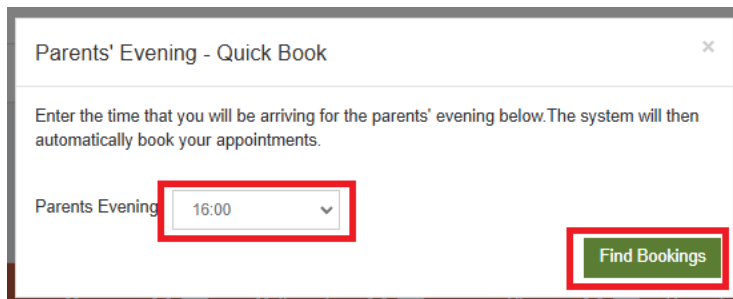 Parents' Evening - Quick Book ×
Enter the time that you will be arriving for the parents' evening below.The system will then
automatically book your appointments.
Parents Evening 16:00
Find Bookings